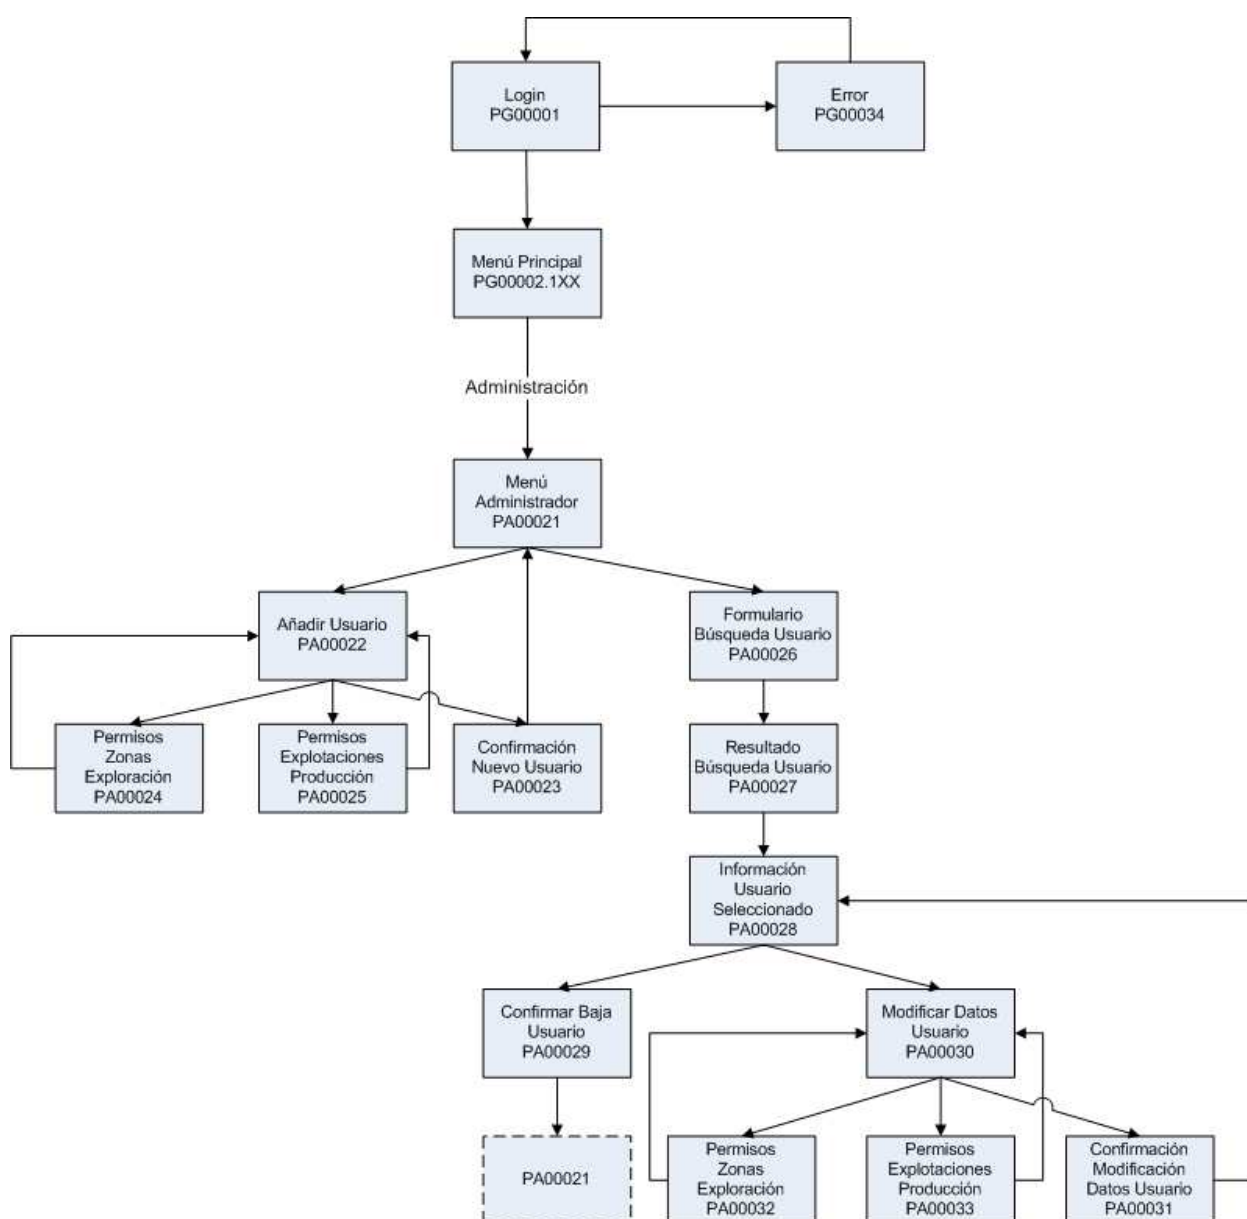 Login
PG00001
Error
PG00034
Menú Principal
PG00002.1XX
Administración
Menú
Administrador
PA00021
Añadir Usuario
PA00022
Formulario
Búsqueda Usuario
PA00026
Permisos
Zonas
Exploración
PA00024
Permisos
Explotaciones
Producción
PA00025
Confirmación
Nuevo Usuario
PA00023
Resultado
Búsqueda Usuario
PA00027
Información
Usuario
Seleccionado
PA00028
Confirmar Baja
Usuario
PA00029
Modificar Datos
Usuario
PA00030
PA00021
Permisos
Zonas
Exploración
PA00032
Permisos
Explotaciones
Producción
PA00033
Confirmación
Modificación
Datos Usuario
PA00031